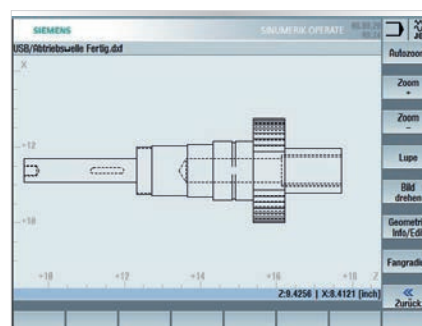 SIEMENS
SINUMERIK OPERATE
USB/Abtriebswelle Fertig.dxf
Autozoom
X
Zoom
+
Zoom
-
+12
Lupe
Bild
drehen
+10
Geometrie
Info/Edit
Fangradius
+10 +12 +14 +16 +18 Z
Z:9.4256 | X:8.4121 [inch]
Zurück